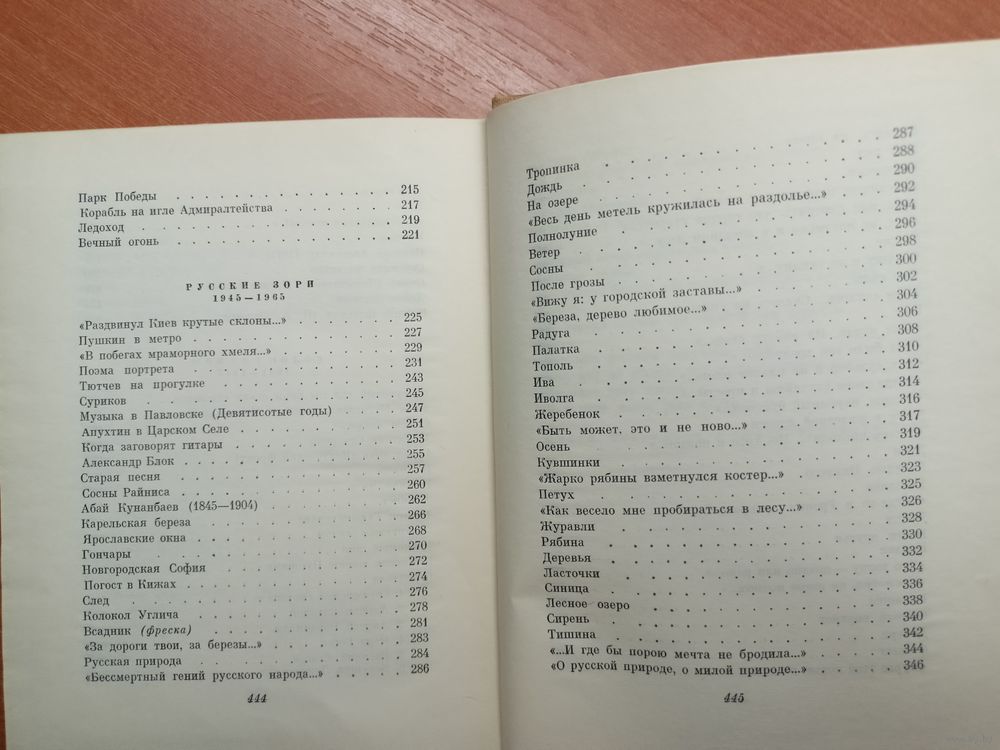 Парк Победы . . . . . . . . . . . . 215
Корабль на игле Адмиралтейства . . . . . . 217
Ледоход . . . . . . . . . . . . 219
Вечный огонь . . . . . . . . . . . . 221
РУССКИЕ ЗОРИ
1945—1965
«Раздвинул Киев крутые склоны...» . . . . . . 225
Пушкин в метро . . . . . . . . . . 227
«В побегах мраморного хмеля...» . . . . . . 229
Поэма портрета . . . . . . . . . . 231
Тютчев на прогулке . . . . . . . . . 243
Суриков . . . . . . . . . . . . 245
Музыка в Павловске (Девятисотые годы) . . . . 247
Апухтин в Царском Селе . . . . . . . . 251
Когда заговорят гитары . . . . . . . . 253
Александр Блок . . . . . . . . . . 255
Старая песня . . . . . . . . . . . 257
Сосны Райниса . . . . . . . . . . 260
Абай Кунанбаев (1845—1904) . . . . . . . 262
Карельская береза . . . . . . . . . 266
Ярославские окна . . . . . . . . . 268
Гончары . . . . . . . . . . . . 270
Новгородская София . . . . . . . . . 272
Погост в Кижах . . . . . . . . . . 274
След . . . . . . . . . . . . . 276
Колокол Углича . . . . . . . . . . 278
Всадник (фреска) . . . . . . . . . 281
«За дороги твои, за березы...» . . . . . . 283
Русская природа . . . . . . . . . . 284
«Бессмертный гений русского народа...» . . . . . 286
444
Тропинка . . . . . . . . . . . . 287
Дождь . . . . . . . . . . . . . 288
На озере . . . . . . . . . . . . 290
«Весь день метель кружилась на раздолье...» . . . 292
Полнолуние . . . . . . . . . . . 294
Ветер . . . . . . . . . . . . . 296
Сосны . . . . . . . . . . . . . 298
После грозы . . . . . . . . . . . 300
«Вижу я: у городской заставы...» . . . . . . 302
«Береза, дерево любимое...» . . . . . . . 304
Радуга . . . . . . . . . . . . . 306
Палатка . . . . . . . . . . . . 308
Тополь . . . . . . . . . . . . . 310
Ива . . . . . . . . . . . . . . 312
Иволга . . . . . . . . . . . . . 314
Жеребенок . . . . . . . . . . . . 316
«Быть может, это и не ново...» . . . . . . 317
Осень . . . . . . . . . . . . . 319
Кувшинки . . . . . . . . . . . . 321
«Жарко рябины взметнулся костер...» . . . . . 323
Петух . . . . . . . . . . . . . 325
«Как весело мне пробираться в лесу...» . . . . 326
Журавли . . . . . . . . . . . . 328
Рябина . . . . . . . . . . . . . 330
Деревья . . . . . . . . . . . . 332
Ласточки . . . . . . . . . . . . 334
Синица . . . . . . . . . . . . . 336
Лесное озеро . . . . . . . . . . . 338
Сирень . . . . . . . . . . . . . 340
Тишина . . . . . . . . . . . . . 342
«...И где бы порою мечта не бродила...» . . . . 344
«О русской природе, о милой природе...» . . . . 346
445